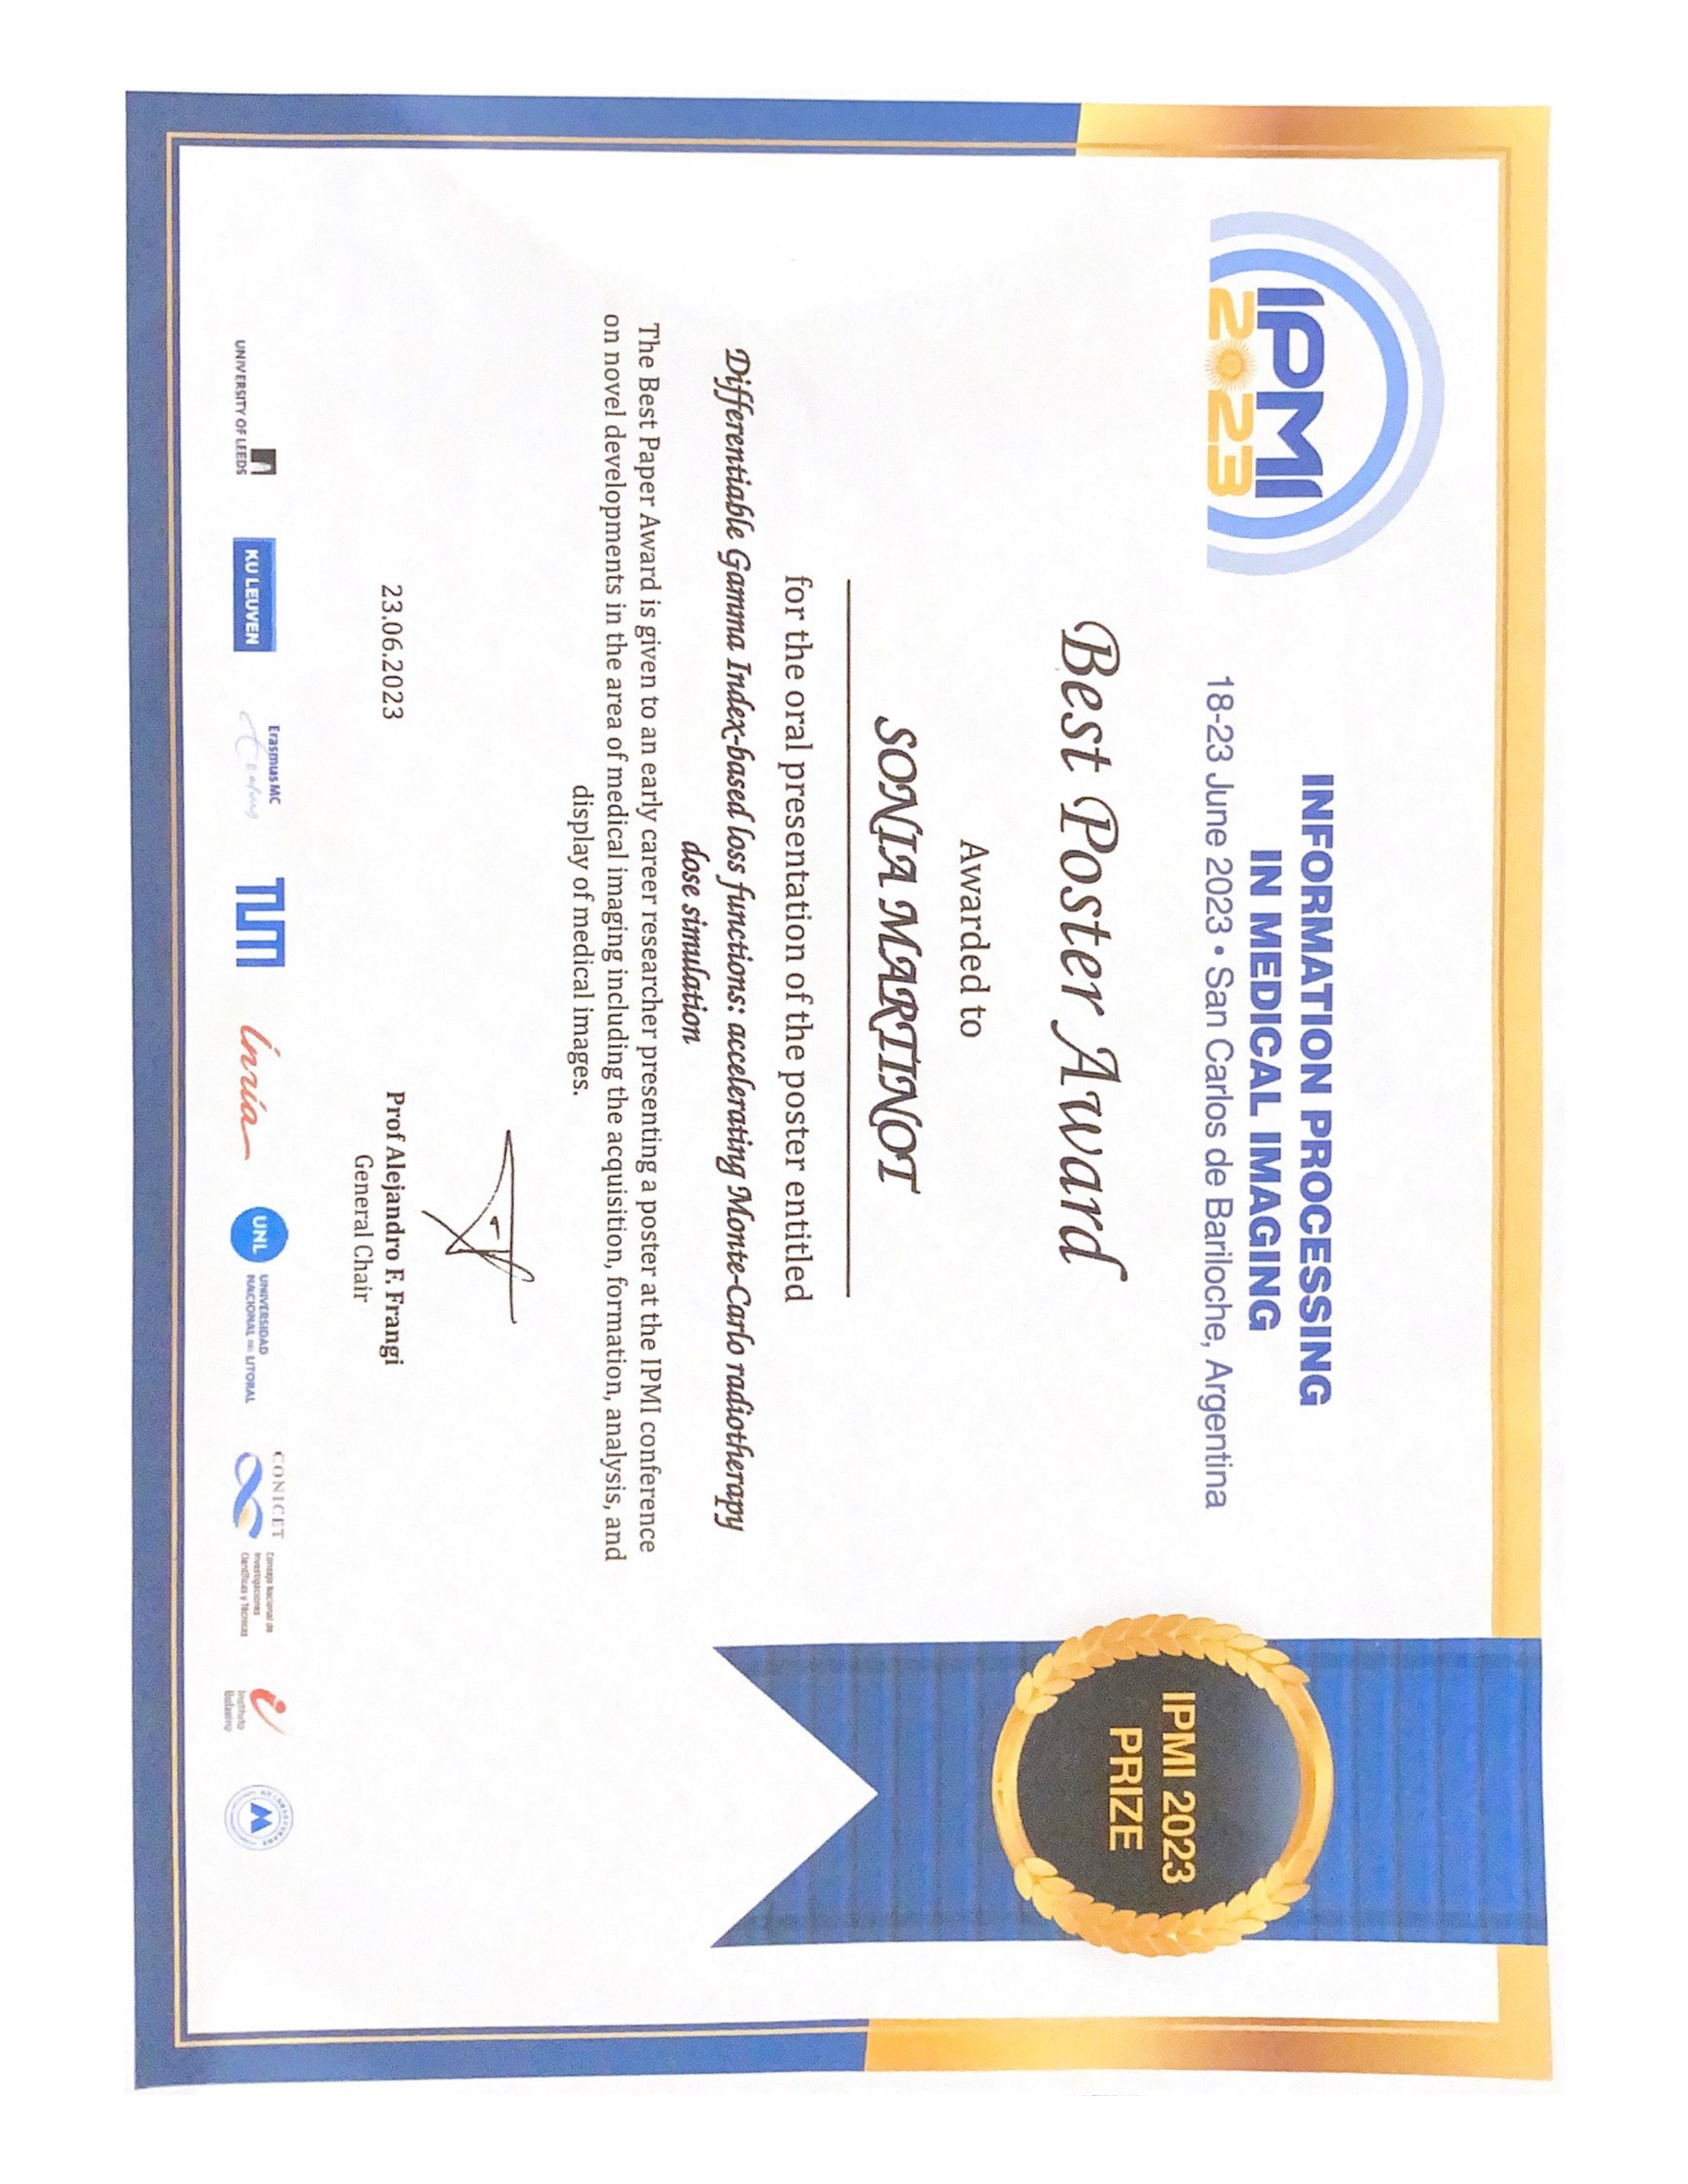 IPMI
2023
INFORMATION PROCESSING
IN MEDICAL IMAGING
18-23 June 2023 • San Carlos de Bariloche, Argentina
IPMI 2023
PRIZE
Best Poster Award
Awarded to
SONIA MARTINOT
for the oral presentation of the poster entitled
Differentiable Gamma Index-based loss functions: accelerating Monte-Carlo radiotherapy
dose simulation
The Best Paper Award is given to an early career researcher presenting a poster at the IPMI conference
on novel developments in the area of medical imaging including the acquisition, formation, analysis, and
display of medical images.
23.06.2023
Prof Alejandro F. Frangi
General Chair
UNIVERSITY OF LEEDS
KU LEUVEN
Erasmus MC
Erasmus
TUM
Inria
UNL
UNIVERSIDAD
NACIONAL DEL LITORAL
CONICET
Consejo Nacional de
Investigaciones
Científicas y Técnicas
Instituto
Balseiro